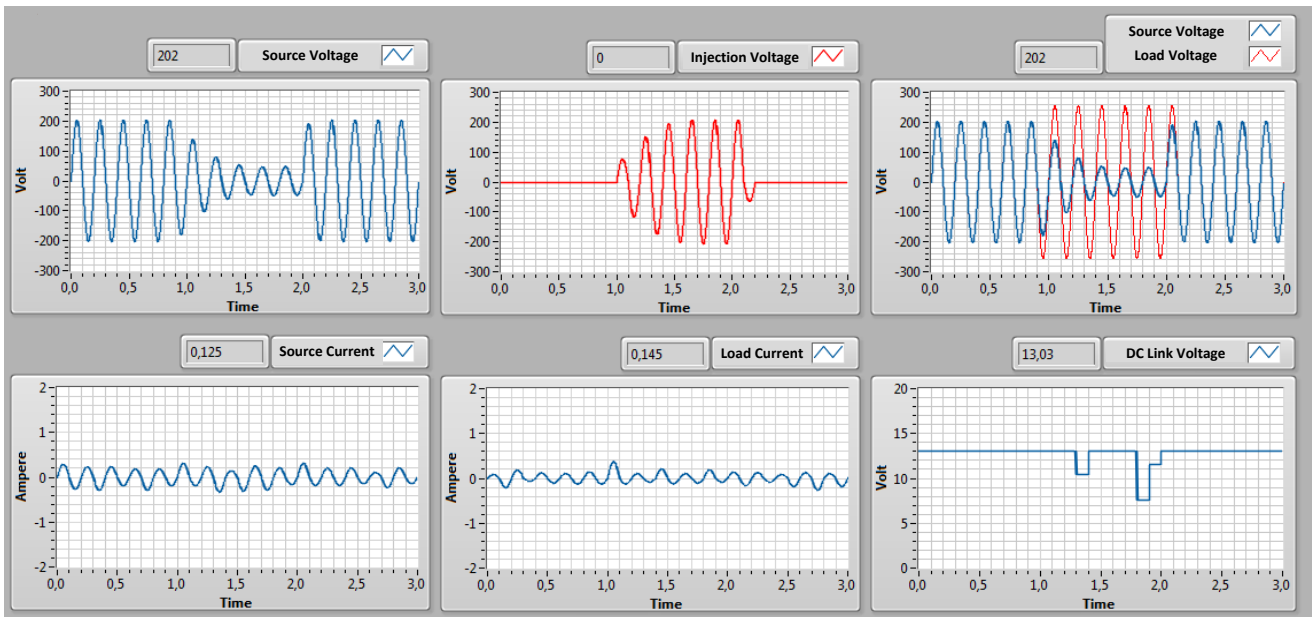 202 Source Voltage
300
200
100
0
-100
-200
-300
Volt
0,0 0,5 1,0 1,5 2,0 2,5 3,0
Time
0 Injection Voltage
300
200
100
0
-100
200
-300
Volt
0,0 0,5 1,0 1,5 2,0 2,5 3,0
Time
Source Voltage
202 Load Voltage
300
200
100
0
-100
-200
-300
Volt
0,0 0,5 1,0 1,5 2,0 2,5 3,0
Time
0,125 Source Current
2
1
0
-1
-2
Ampere
0,0 0,5 1,0 1,5 2,0 2,5 3,0
Time
0,145 Load Current
2
1
0
-1
-2
Ampere
0,0 0,5 1,0 1,5 2,0 2,5 3,0
Time
13,03 DC Link Voltage
20
15
10
5
0
Volt
0,0 0,5 1,0 1,5 2,0 2,5 3,0
Time